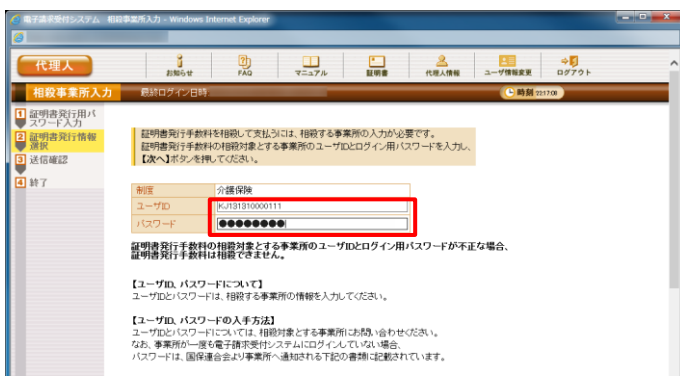 電子請求受付システム 相殺事業所入力 - Windows Internet Explorer
代理人
お知らせ
FAQ
マニュアル
証明書
代理人情報
ユーザ情報変更
ログアウト
相殺事業所入力
最終ログイン日時:
時刻 22:17:08
1 証明書発行用パ
スワード入力
2 証明書発行情報
選択
3 送信確認
4 終了
証明書発行手数料を相殺して支払うには、相殺する事業所の入力が必要です。
証明書発行手数料の相殺対象とする事業所のユーザIDとログイン用パスワードを入力し、
【次へ】ボタンを押してください。
制度 介護保険
ユーザID KJ131310000111
パスワード ●●●●●●●●
証明書発行手数料の相殺対象とする事業所のユーザIDとログイン用パスワードが不正な場合、
証明書発行手数料は相殺できません。
【ユーザID、パスワードについて】
ユーザIDとパスワードは、相殺する事業所の情報を入力してください。
【ユーザID、パスワードの入手方法】
ユーザIDとパスワードについては、相殺対象とする事業所にお問い合わせください。
なお、事業所が一度も電子請求受付システムにログインしていない場合、
パスワードは、国保連合会より事業所へ通知される下記の書類に記載されています。